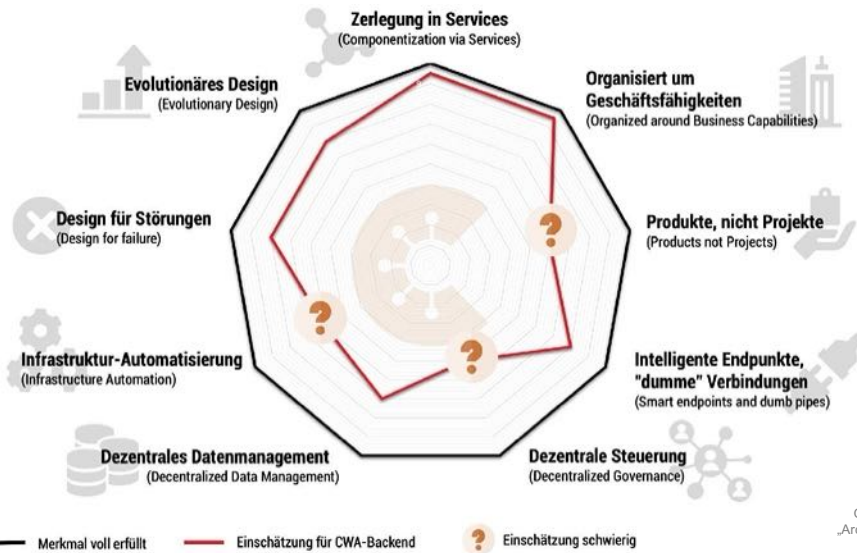 Zerlegung in Services
(Componentization via Services)
Evolutionäres Design
(Evolutionary Design)
Organisiert um
Geschäftsfähigkeiten
(Organized around Business Capabilities)
Design für Störungen
(Design for failure)
?
Produkte, nicht Projekte
(Products not Projects)
?
?
Infrastruktur-Automatisierung
(Infrastructure Automation)
Intelligente Endpunkte,
"dumme" Verbindungen
(Smart endpoints and dumb pipes)
Dezentrales Datenmanagement
(Decentralized Data Management)
Dezentrale Steuerung
(Decentralized Governance)
Merkmal voll erfüllt
Einschätzung für CWA-Backend
? Einschätzung schwierig